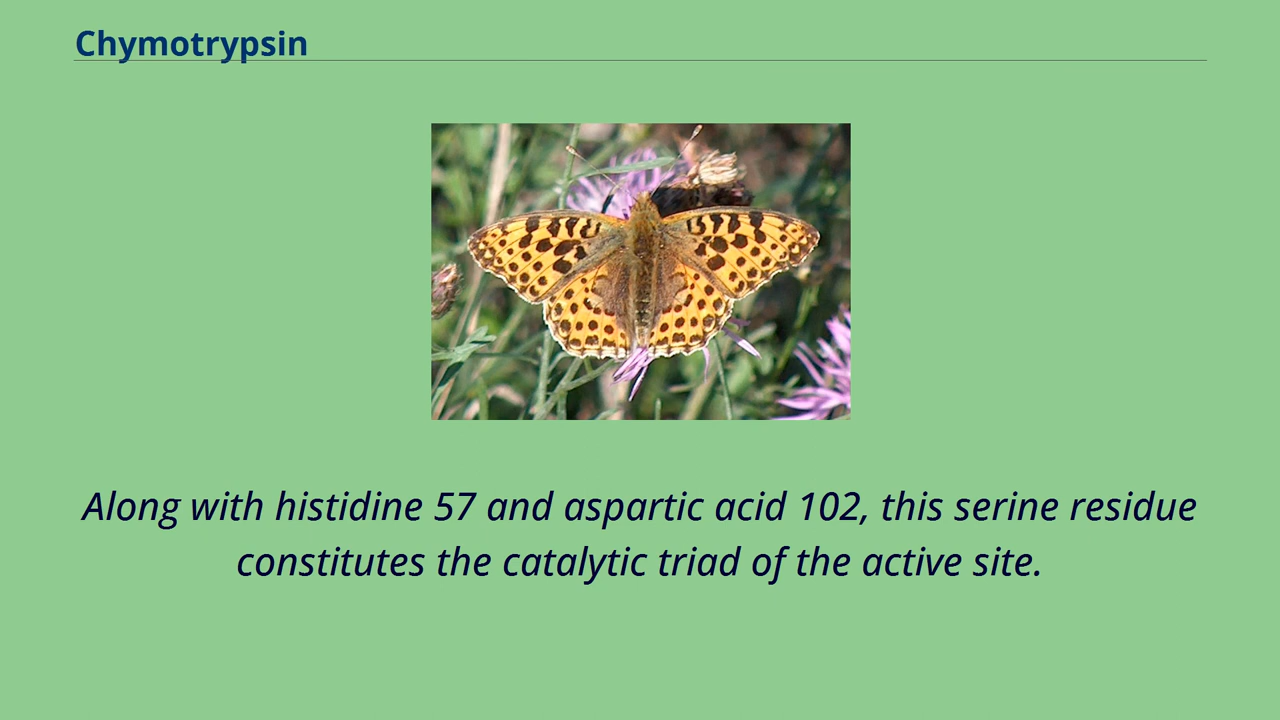 Chymotrypsin
Along with histidine 57 and aspartic acid 102, this serine residue
constitutes the catalytic triad of the active site.